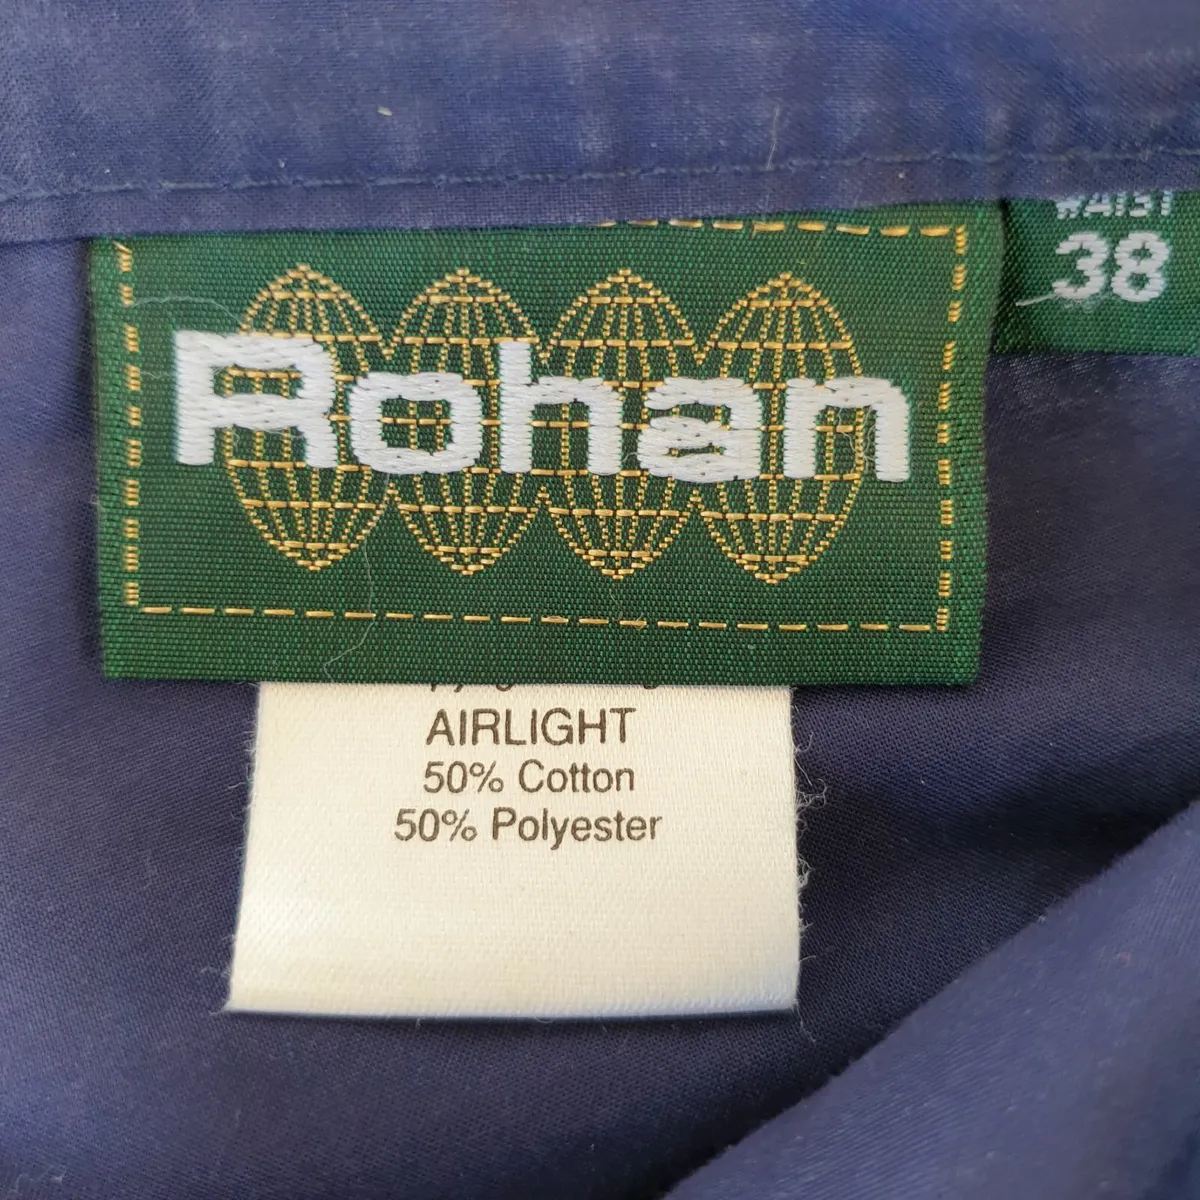 WAIST
38
Rohan
AIRLIGHT
50% Cotton
50% Polyester